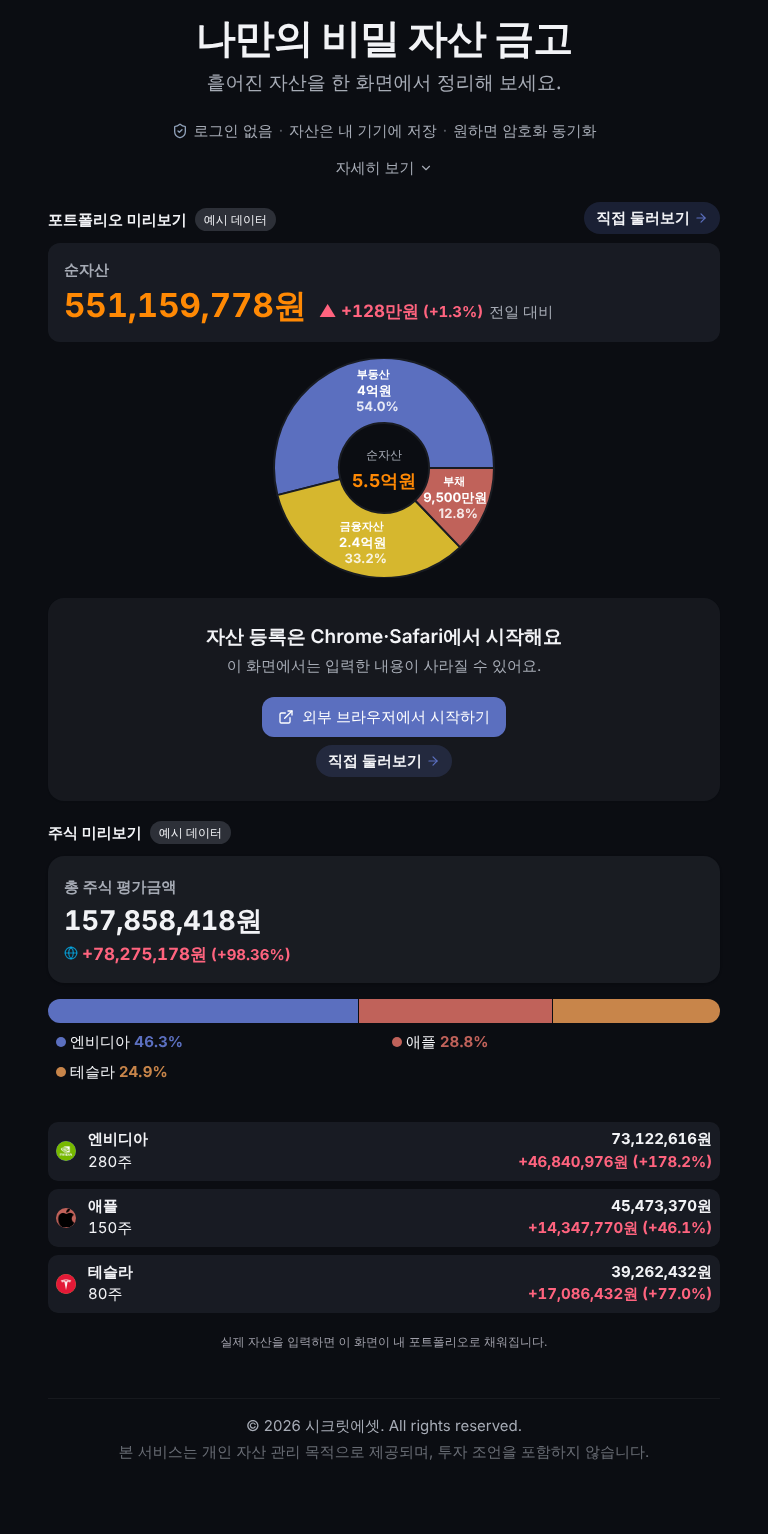 나만의 비밀 자산 금고
흩어진 자산을 한 화면에서 정리해 보세요.
로그인 없음 · 자산은 내 기기에 저장 · 원하면 암호화 동기화
자세히 보기
포트폴리오 미리보기 예시 데이터 직접 둘러보기
순자산
551,159,778원 ▲ +128만원 (+1.3%) 전일 대비
부동산
4억원
54.0%
순자산
5.5억원
부채
9,500만원
12.8%
금융자산
2.4억원
33.2%
자산 등록은 Chrome·Safari에서 시작해요
이 화면에서는 입력한 내용이 사라질 수 있어요.
외부 브라우저에서 시작하기
직접 둘러보기
주식 미리보기 예시 데이터
총 주식 평가금액
157,858,418원
+78,275,178원 (+98.36%)
엔비디아 46.3% 애플 28.8%
테슬라 24.9%
엔비디아 73,122,616원
280주 +46,840,976원 (+178.2%)
애플 45,473,370원
150주 +14,347,770원 (+46.1%)
테슬라 39,262,432원
80주 +17,086,432원 (+77.0%)
실제 자산을 입력하면 이 화면이 내 포트폴리오로 채워집니다.
© 2026 시크릿에셋. All rights reserved.
본 서비스는 개인 자산 관리 목적으로 제공되며, 투자 조언을 포함하지 않습니다.